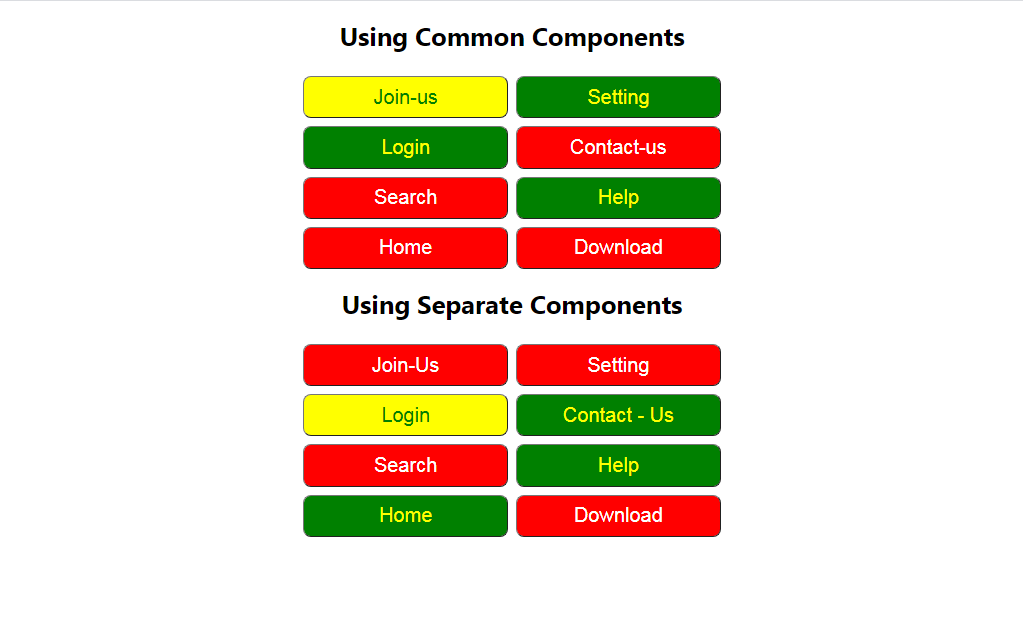 Using Common Components
Join-us Setting
Login Contact-us
Search Help
Home Download
Using Separate Components
Join-Us Setting
Login Contact - Us
Search Help
Home Download